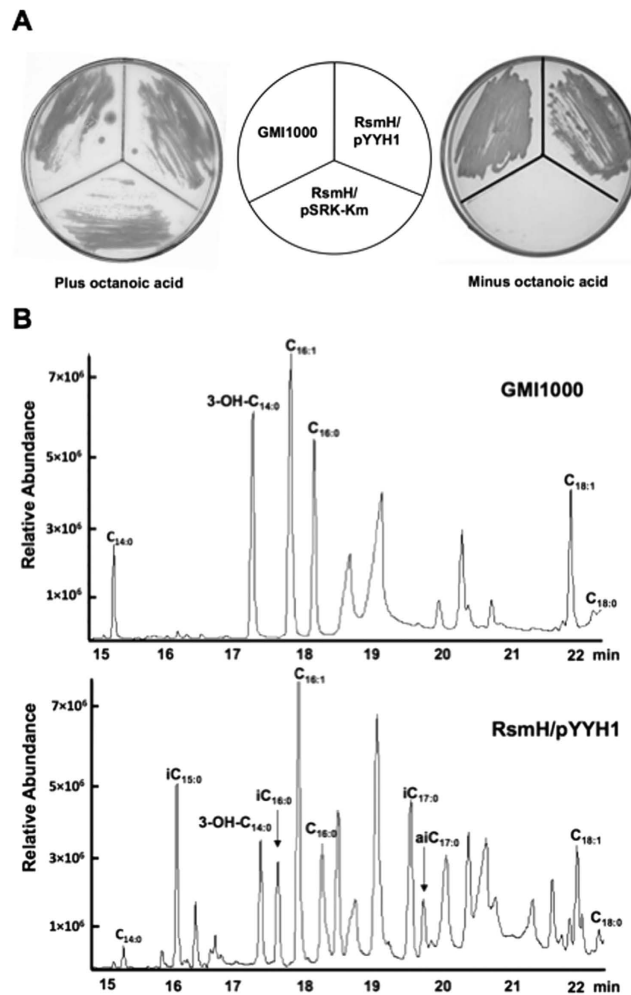 A
GMI1000
RsmH/
pYYH1
RsmH/
pSRK-Km
Plus octanoic acid
Minus octanoic acid
B
Relative Abundance
7×10⁶
5×10⁶
3×10⁶
1×10⁶
C₁₄:₀
3-OH-C₁₄:₀
C₁₆:₁
C₁₆:₀
GMI1000
C₁₈:₁
C₁₈:₀
15 16 17 18 19 20 21 22 min
Relative Abundance
7×10⁶
5×10⁶
3×10⁶
1×10⁶
C₁₄:₀
iC₁₅:₀
3-OH-C₁₄:₀
iC₁₆:₀
C₁₆:₁
C₁₆:₀
iC₁₇:₀
aiC₁₇:₀
RsmH/pYYH1
C₁₈:₁
C₁₈:₀
15 16 17 18 19 20 21 22 min